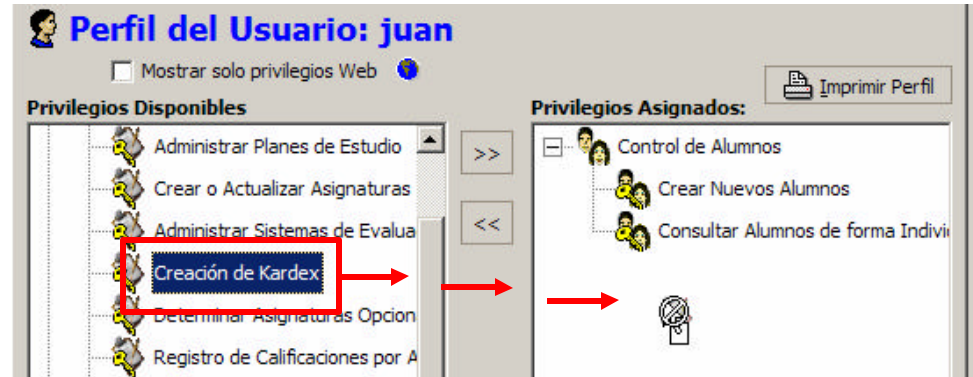 Perfil del Usuario: juan
Mostrar solo privilegios Web
Imprimir Perfil
Privilegios Disponibles
Privilegios Asignados:
Administrar Planes de Estudio
Crear o Actualizar Asignaturas
Administrar Sistemas de Evalua
Creación de Kardex
Determinar Asignaturas Opcion
Registro de Calificaciones por A
>>
<<
Control de Alumnos
Crear Nuevos Alumnos
Consultar Alumnos de forma Indivi